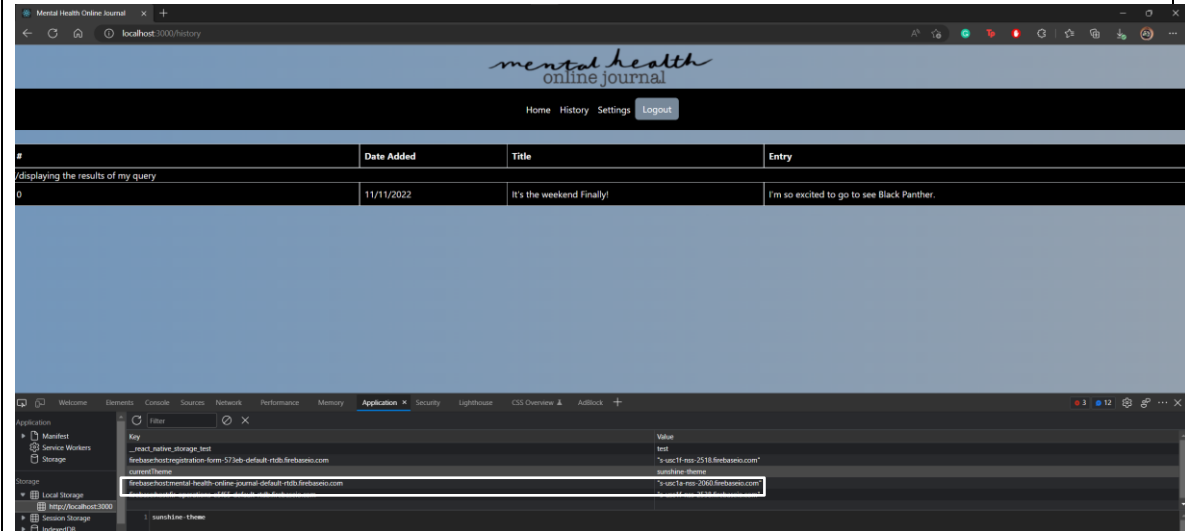 Mental Health Online Journal
localhost:3000/history
mental health
online journal
Home History Settings Logout
# Date Added Title Entry
/displaying the results of my query
0 11/11/2022 It's the weekend Finally! I'm so excited to go to see Black Panther.
Welcome Elements Console Sources Network Performance Memory Application Security Lighthouse CSS Overview AdBlock 3 12
Application Filter
Manifest Key Value
Service Workers __react_native_storage_test test
Storage firebase:host:registration-form-573eb-default-rtdb.firebaseio.com "s-usc1f-nss-2518.firebaseio.com"
currentTheme sunshine-theme
Storage firebase:host:mental-health-online-journal-default-rtdb.firebaseio.com "s-usc1a-nss-2060.firebaseio.com"
Local Storage
http://localhost:3000
Session Storage 1 sunshine-theme
IndexedDB